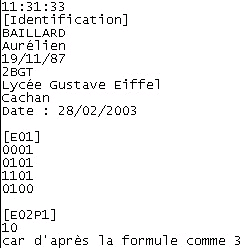 11:31:33
[Identification]
BAILLARD
Aurélien
19/11/87
2BGT
Lycée Gustave Eiffel
Cachan
Date : 28/02/2003
[E01]
0001
0101
1101
0100
[E02P1]
10
car d'après la formule comme 3